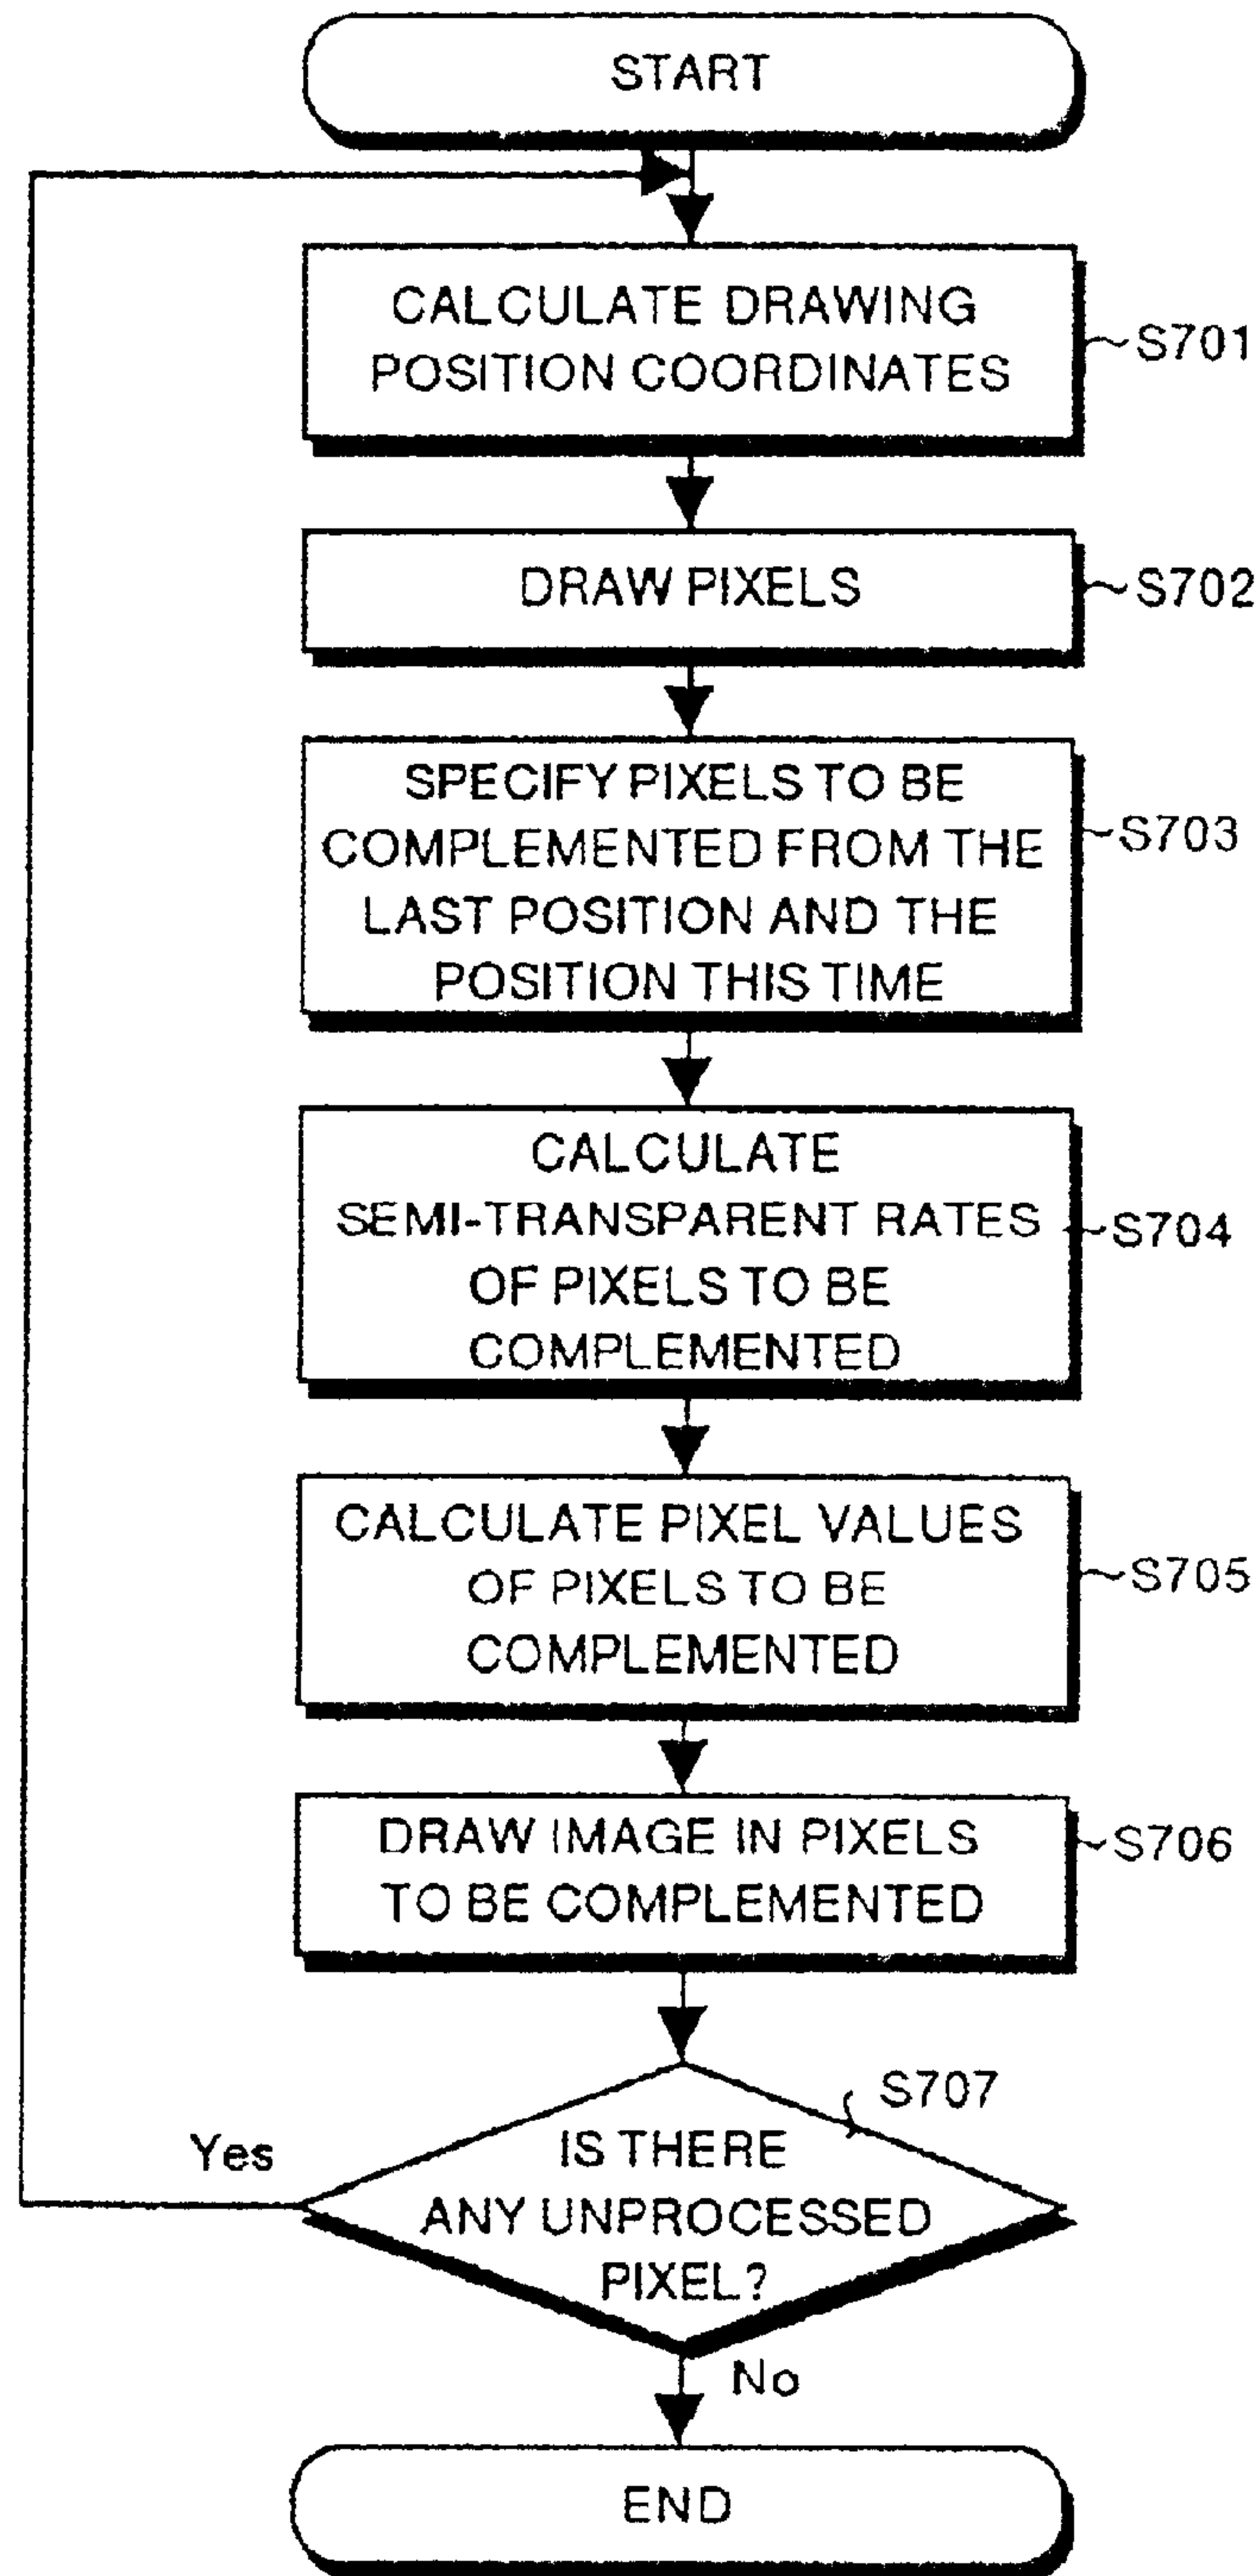 START
CALCULATE DRAWING
POSITION COORDINATES
S701
DRAW PIXELS
S702
SPECIFY PIXELS TO BE
COMPLEMENTED FROM THE
LAST POSITION AND THE
POSITION THIS TIME
S703
CALCULATE
SEMI-TRANSPARENT RATES
OF PIXELS TO BE
COMPLEMENTED
S704
CALCULATE PIXEL VALUES
OF PIXELS TO BE
COMPLEMENTED
S705
DRAW IMAGE IN PIXELS
TO BE COMPLEMENTED
S706
S707
Yes
IS THERE
ANY UNPROCESSED
PIXEL?
No
END